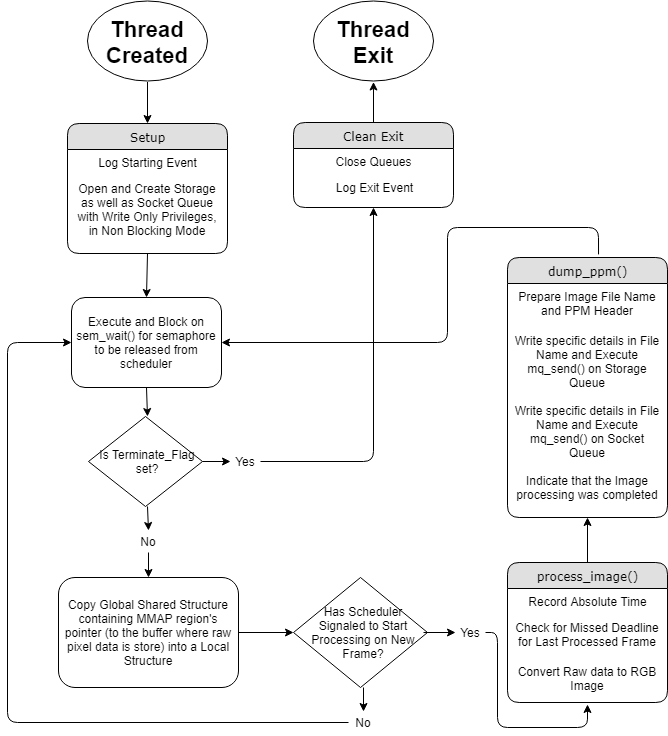 Thread
Created
Thread
Exit
Setup
Log Starting Event
Open and Create Storage
as well as Socket Queue
with Write Only Privileges,
in Non Blocking Mode
Clean Exit
Close Queues
Log Exit Event
Execute and Block on
sem_wait() for semaphore
to be released from
scheduler
Is Terminate_Flag
set?
Yes
No
Copy Global Shared Structure
containing MMAP region's
pointer (to the buffer where raw
pixel data is store) into a Local
Structure
Has Scheduler
Signaled to Start
Processing on New
Frame?
Yes
No
process_image()
Record Absolute Time
Check for Missed Deadline
for Last Processed Frame
Convert Raw data to RGB
Image
dump_ppm()
Prepare Image File Name
and PPM Header
Write specific details in File
Name and Execute
mq_send() on Storage
Queue
Write specific details in File
Name and Execute
mq_send() on Socket
Queue
Indicate that the Image
processing was completed